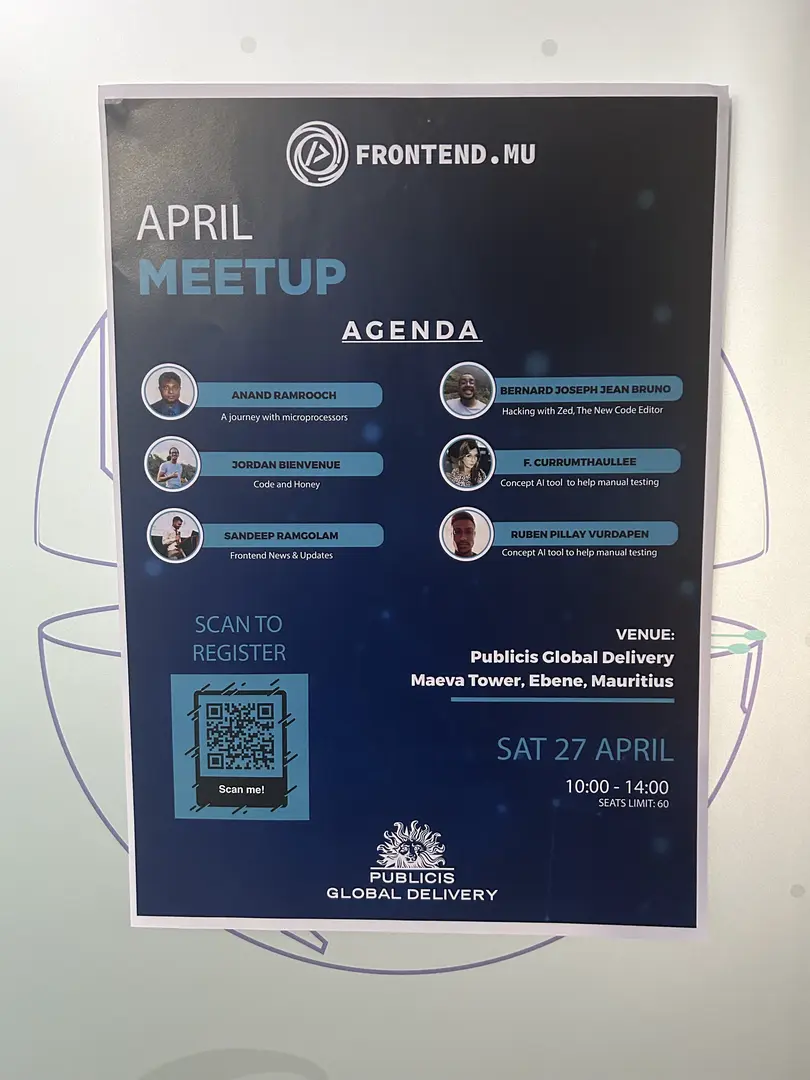 FRONTEND.MU
APRIL
MEETUP
AGENDA
ANAND RAMROOCH
A journey with microprocessors
BERNARD JOSEPH JEAN BRUNO
Hacking with Zed, The New Code Editor
JORDAN BIENVENUE
Code and Honey
F. CURRUMTHAULLEE
Concept AI tool to help manual testing
SANDEEP RAMGOLAM
Frontend News & Updates
RUBEN PILLAY VURDAPEN
Concept AI tool to help manual testing
SCAN TO
REGISTER
Scan me!
VENUE:
Publicis Global Delivery
Maeva Tower, Ebene, Mauritius
SAT 27 APRIL
10:00 - 14:00
SEATS LIMIT: 60
PUBLICIS
GLOBAL DELIVERY